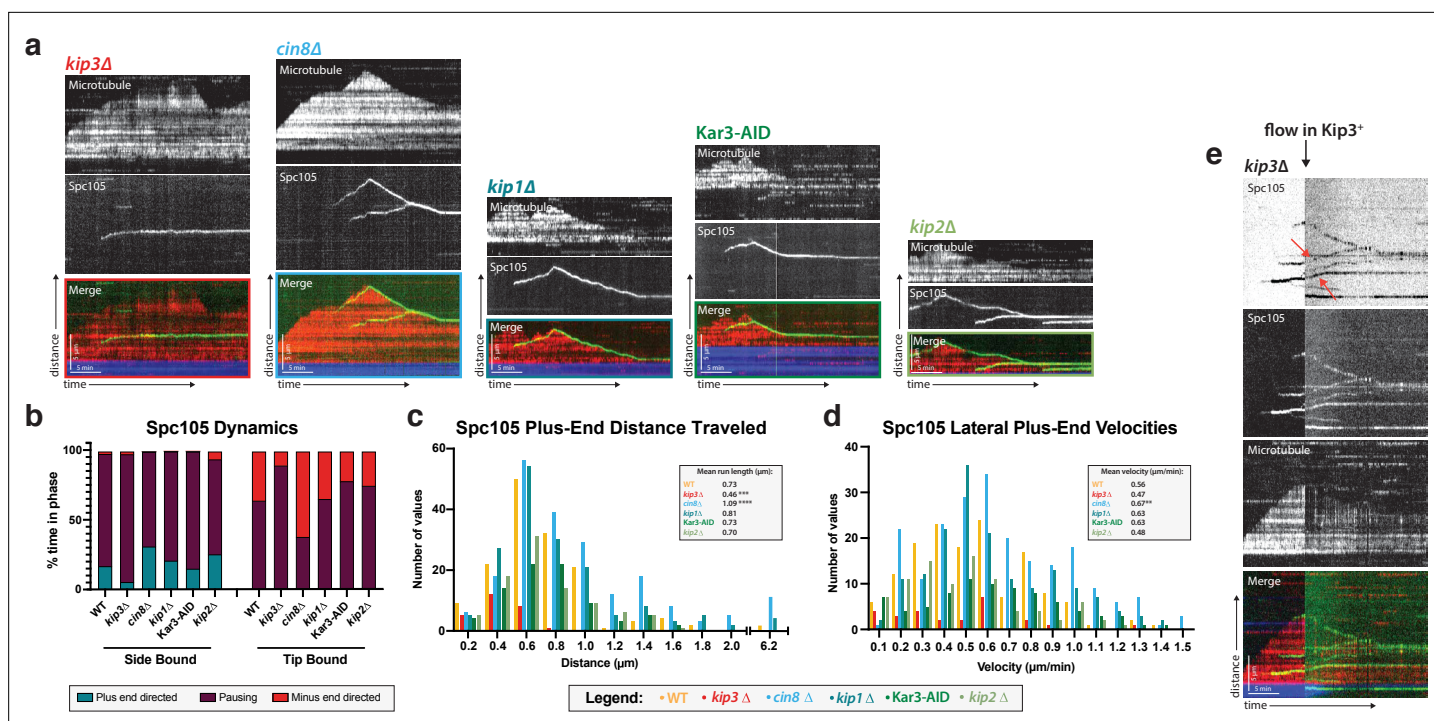 a
kip3Δ
Microtubule
Spc105
Merge
distance
5 µm
5 min
time
cin8Δ
Microtubule
Spc105
Merge
distance
5 µm
5 min
time
kip1Δ
Microtubule
Spc105
Merge
distance
5 µm
5 min
time
Kar3-AID
Microtubule
Spc105
Merge
distance
5 µm
5 min
time
kip2Δ
Microtubule
Spc105
Merge
distance
5 µm
5 min
time
b
Spc105 Dynamics
% time in phase
100
50
0
WT kip3Δ cin8Δ kip1Δ Kar3-AID kip2Δ WT kip3Δ cin8Δ kip1Δ Kar3-AID kip2Δ
Side Bound Tip Bound
Plus end directed Pausing Minus end directed
c
Spc105 Plus-End Distance Traveled
Number of values
60
40
20
0
Mean run length (µm):
WT 0.73
kip3Δ 0.46 ***
cin8Δ 1.09 ****
kip1Δ 0.81
Kar3-AID 0.73
kip2Δ 0.70
0.2 0.4 0.6 0.8 1.0 1.2 1.4 1.6 1.8 2.0 6.2
Distance (µm)
d
Spc105 Lateral Plus-End Velocities
Number of values
40
30
20
10
0
Mean velocity (µm/min):
WT 0.56
kip3Δ 0.47
cin8Δ 0.67**
kip1Δ 0.63
Kar3-AID 0.63
kip2Δ 0.48
0.1 0.2 0.3 0.4 0.5 0.6 0.7 0.8 0.9 1.0 1.1 1.2 1.3 1.4 1.5
Velocity (µm/min)
Legend: WT kip3 Δ cin8 Δ kip1 Δ Kar3-AID kip2 Δ
flow in Kip3+
e
kip3Δ
Spc105
Spc105
Microtubule
Merge
distance
5 µm
5 min
time